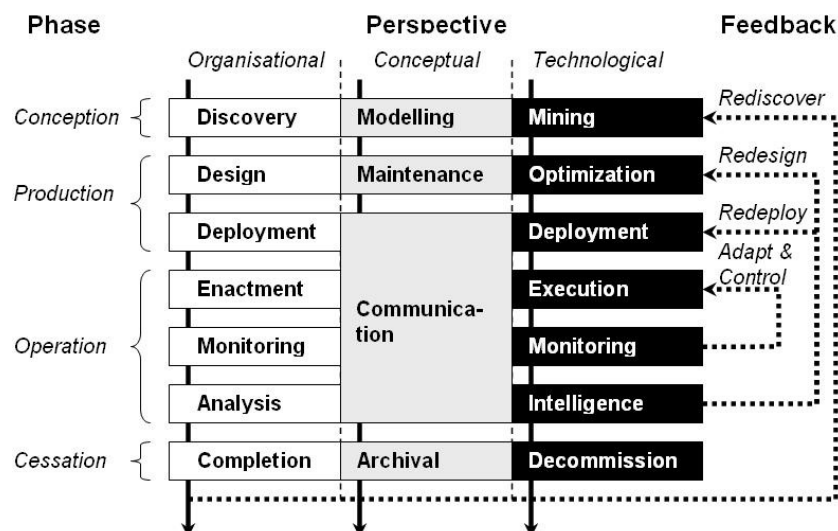 Phase Perspective Feedback
Organisational Conceptual Technological
Rediscover
Conception Discovery Modelling Mining
Redesign
Production Design Maintenance Optimization
Redeploy
Deployment Deployment
Adapt &
Control
Enactment Communica-
tion Execution
Operation Monitoring Monitoring
Analysis Intelligence
Cessation Completion Archival Decommission